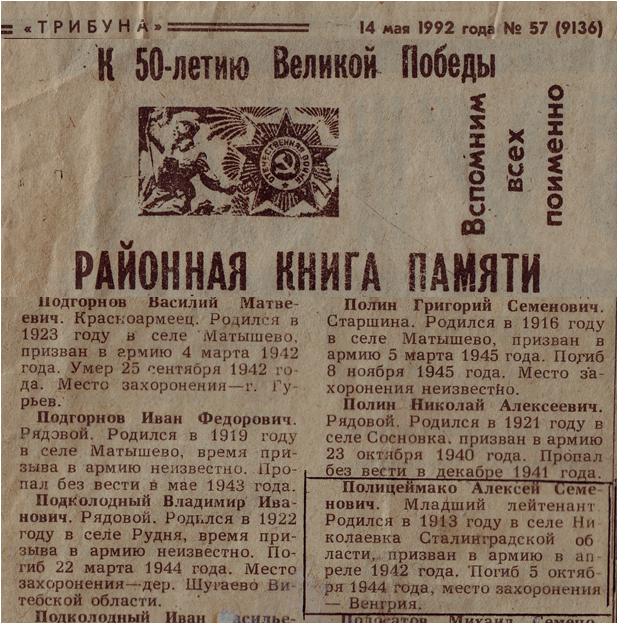 «ТРИБУНА»
14 мая 1992 года № 57 (9136)
К 50-летию Великой Победы
Вспомним
всех
поименно
ОТЕЧЕСТВЕННАЯ ВОЙНА
РАЙОННАЯ КНИГА ПАМЯТИ
Подгорнов Василий Матве-
евич. Красноармеец. Родился в
1923 году в селе Матышево,
призван в армию 4 марта 1942
года. Умер 25 сентября 1942 го-
да. Место захоронения—г. Гу-
рьев.
Подгорнов Иван Федорович.
Рядовой. Родился в 1919 году
в селе Матышево, время при-
зыва в армию неизвестно. Про-
пал без вести в мае 1943 года.
Подколодный Владимир Ива-
нович. Рядовой. Родился в 1922
году в селе Рудня, время при-
зыва в армию неизвестно. По-
гиб 22 марта 1944 года. Место
захоронения—дер. Шугаево Ви-
тебской области.
Подколодный Иван Василье-
Полин Григорий Семенович.
Старшина. Родился в 1916 году
в селе Матышево, призван в
армию 5 марта 1945 года. Погиб
8 ноября 1945 года. Место за-
хоронения неизвестно.
Полин Николай Алексеевич.
Рядовой. Родился в 1921 году в
селе Сосновка, призван в армию
23 октября 1940 года. Пропал
без вести в декабре 1941 года.
Полицеймако Алексей Семе-
нович. Младший лейтенант
Родился в 1913 году в селе Ни
колаевка Сталинградской об
ласти, призван в армию в ап-
реле 1942 года. Погиб 5 октяб-
ря 1944 года, место захоронения
— Венгрия.
Полосатов Михаил Семено-